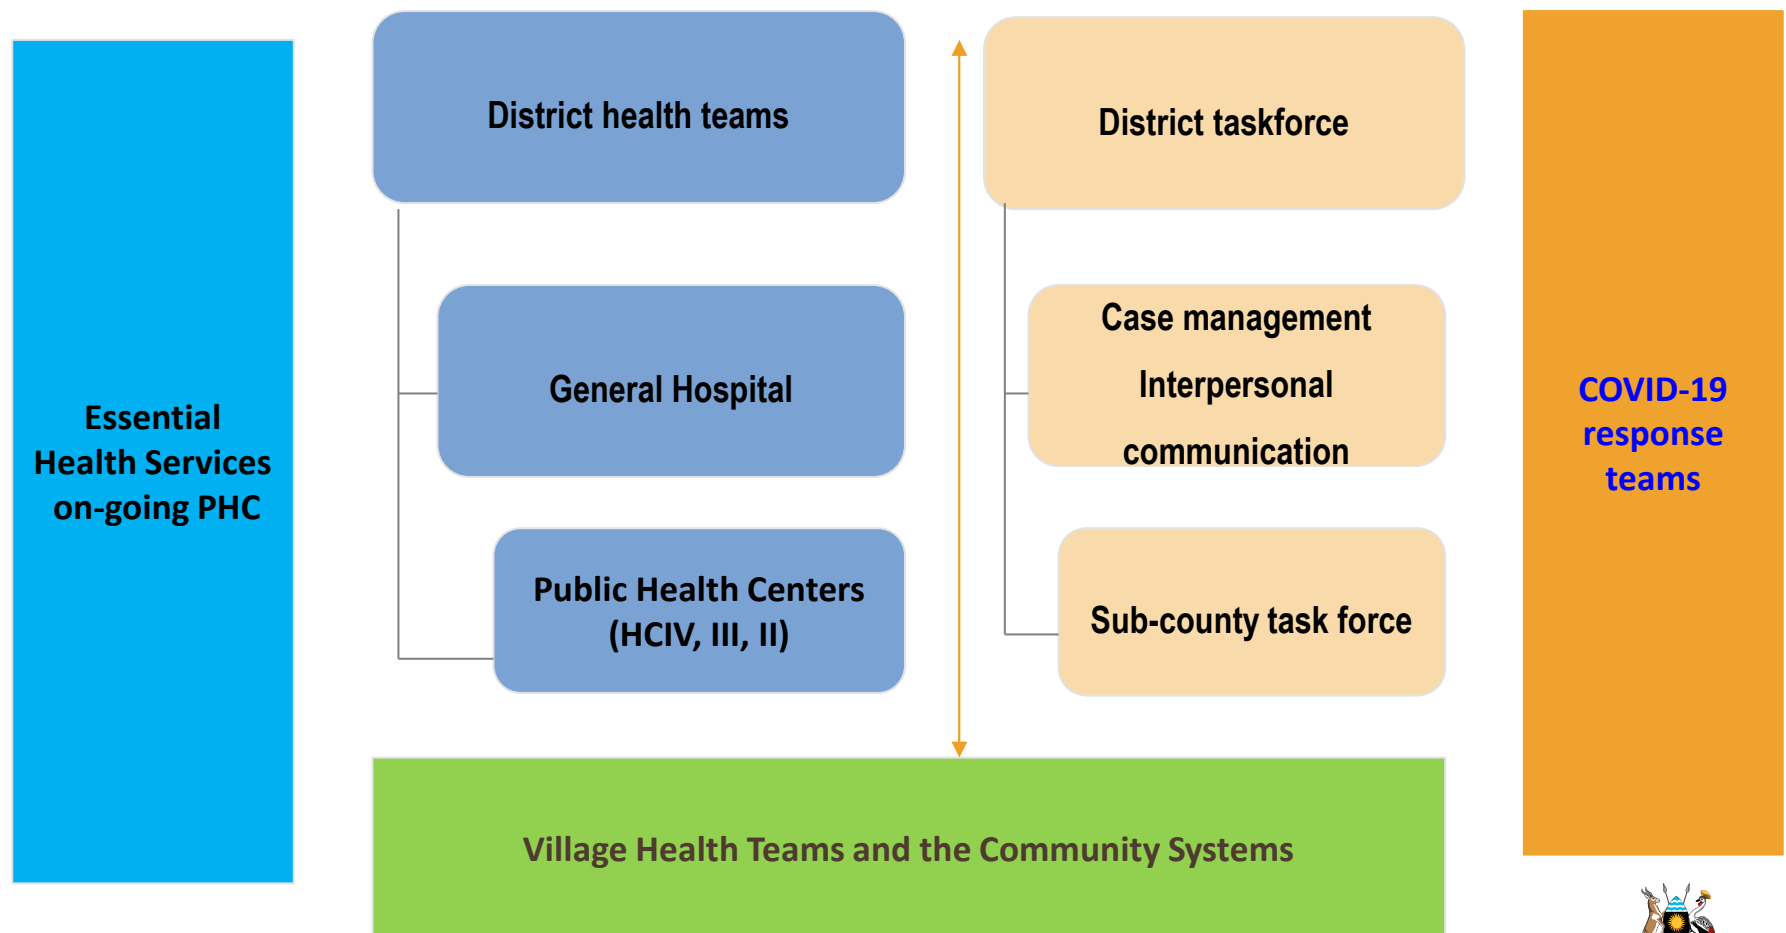 Essential
Health Services
on-going PHC
District health teams
General Hospital
Public Health Centers
(HCIV, III, II)
District taskforce
Case management
Interpersonal
communication
Sub-county task force
COVID-19
response
teams
Village Health Teams and the Community Systems